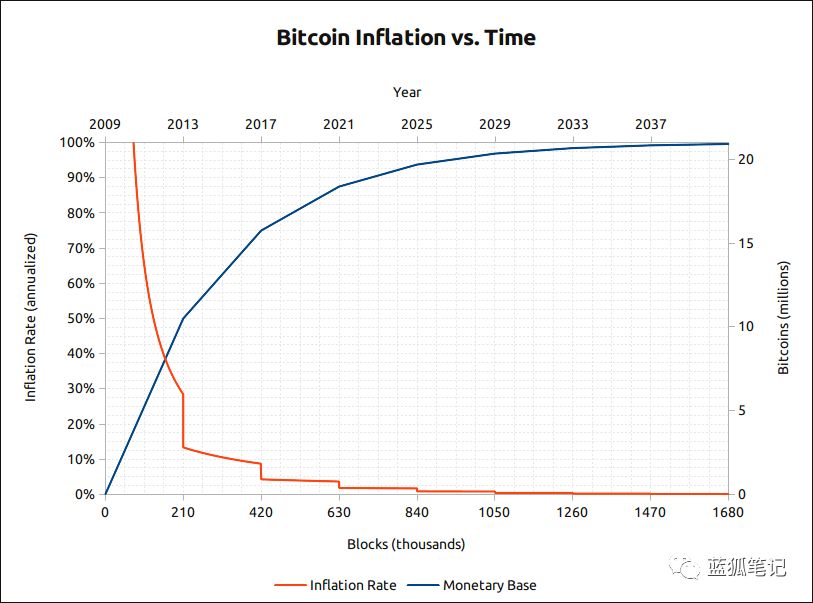 Bitcoin Inflation vs. Time
Year
2009 2013 2017 2021 2025 2029 2033 2037
100%
90%
80%
70%
60%
50%
40%
30%
20%
10%
0%
20
15
10
5
0
Inflation Rate (annualized)
Bitcoins (millions)
0 210 420 630 840 1050 1260 1470 1680
Blocks (thousands)
Inflation Rate Monetary Base
蓝狐笔记